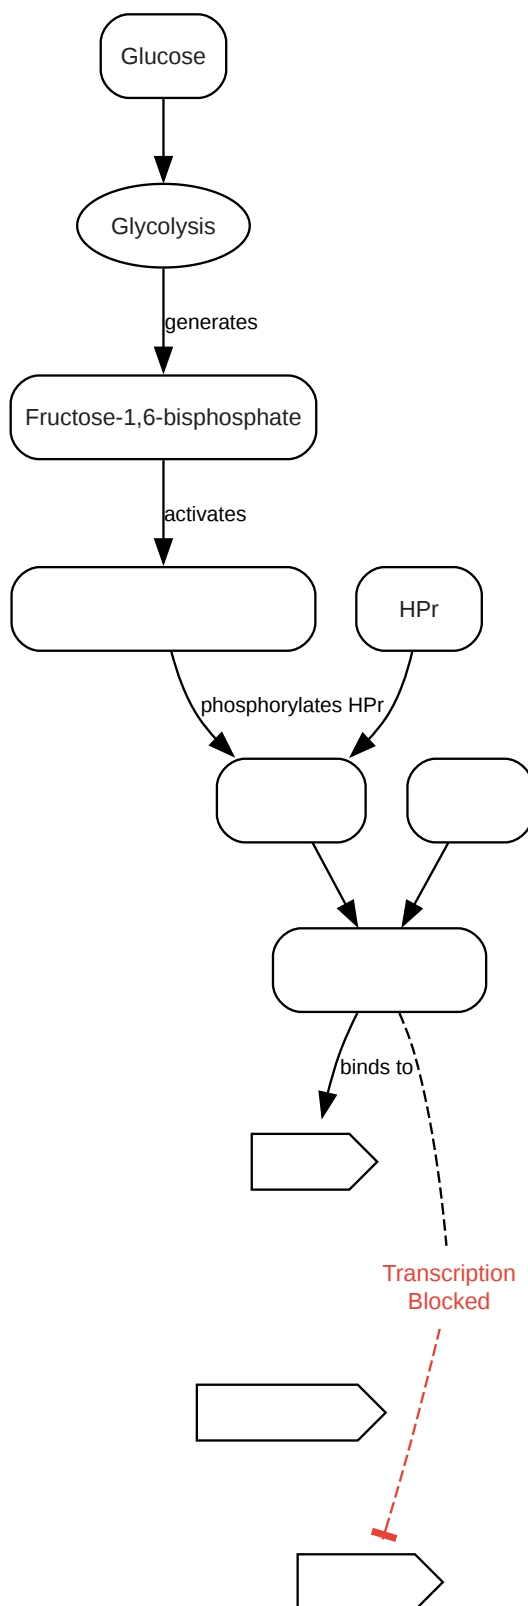 Glucose
Glycolysis
generates
Fructose-1,6-bisphosphate
activates
HPr
phosphorylates HPr
binds to
Transcription
Blocked